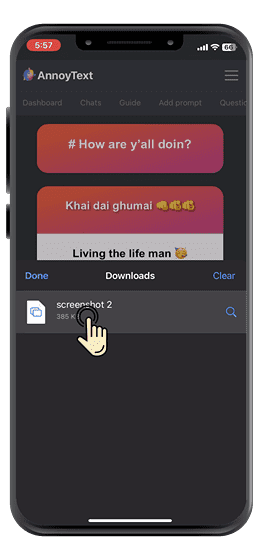 5:57
66
AnnoyText
Dashboard Chats Guide Add prompt Questio
# How are y'all doin?
Khai dai ghumai 👊👊👊
Living the life man 🥳
Done Downloads Clear
screenshot 2
385 K